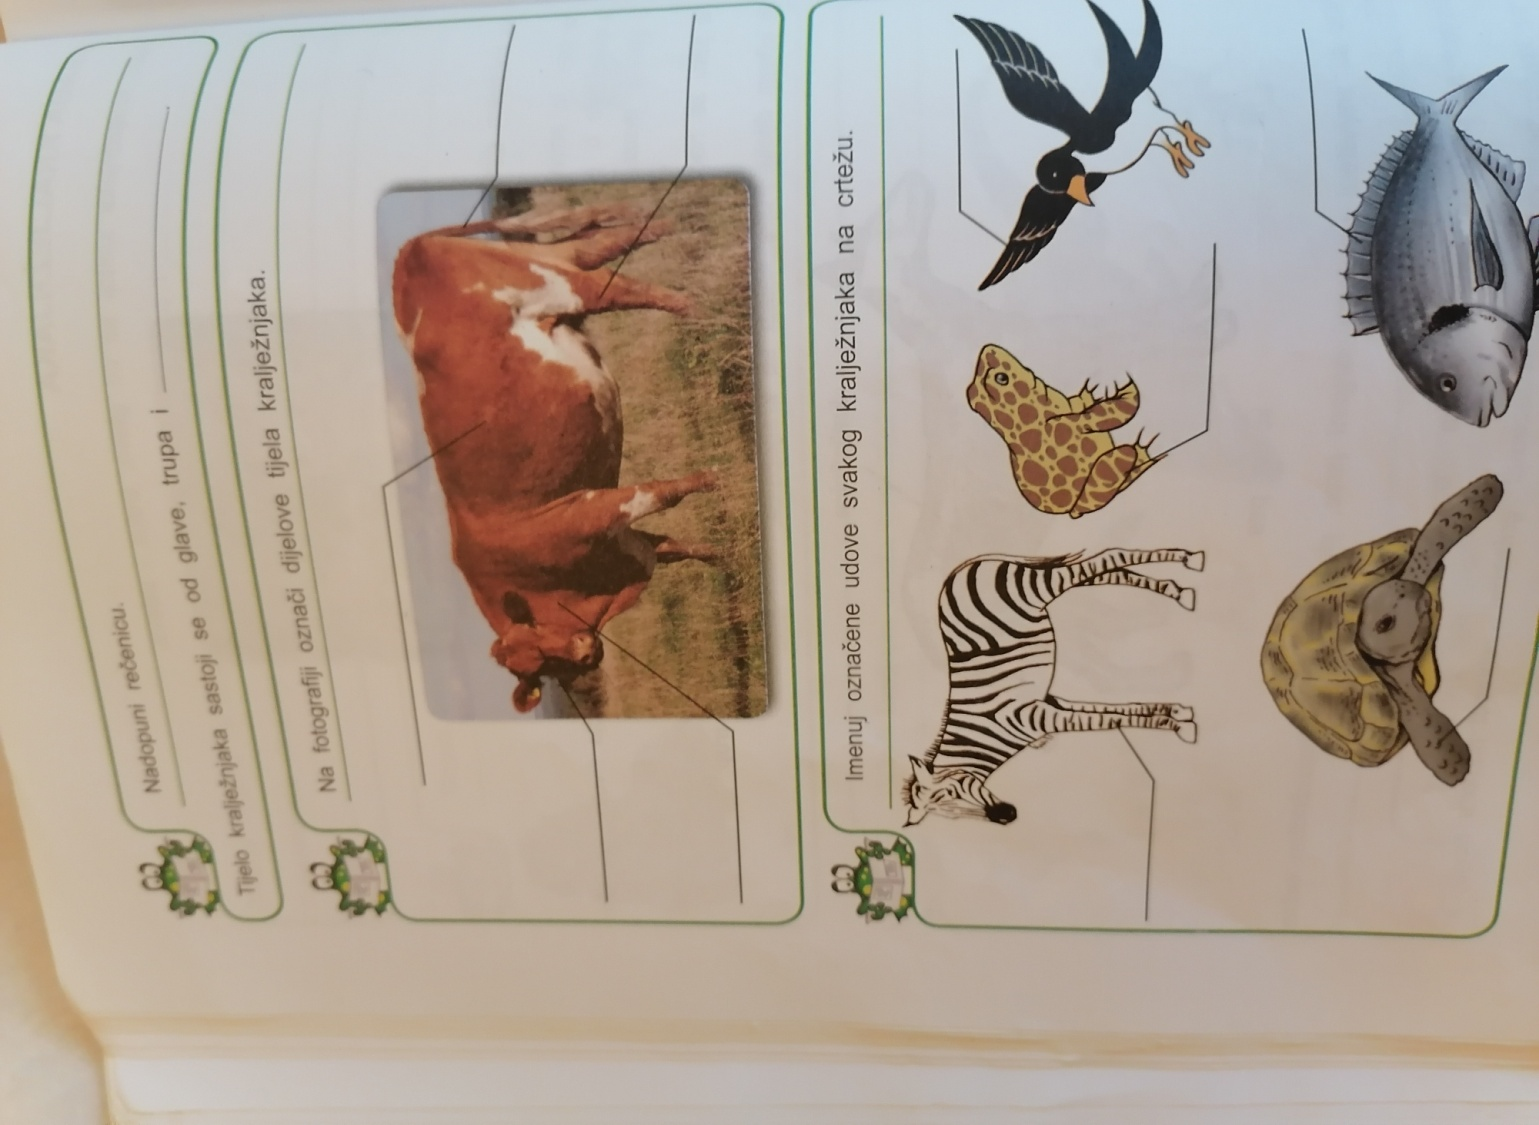 Nadopuni rečenicu.
Tijelo kralježnjaka sastoji se od glave, trupa i
Na fotografiji označi dijelove tijela kralježnjaka.
Imenuj označene udove svakog kralježnjaka na crtežu.